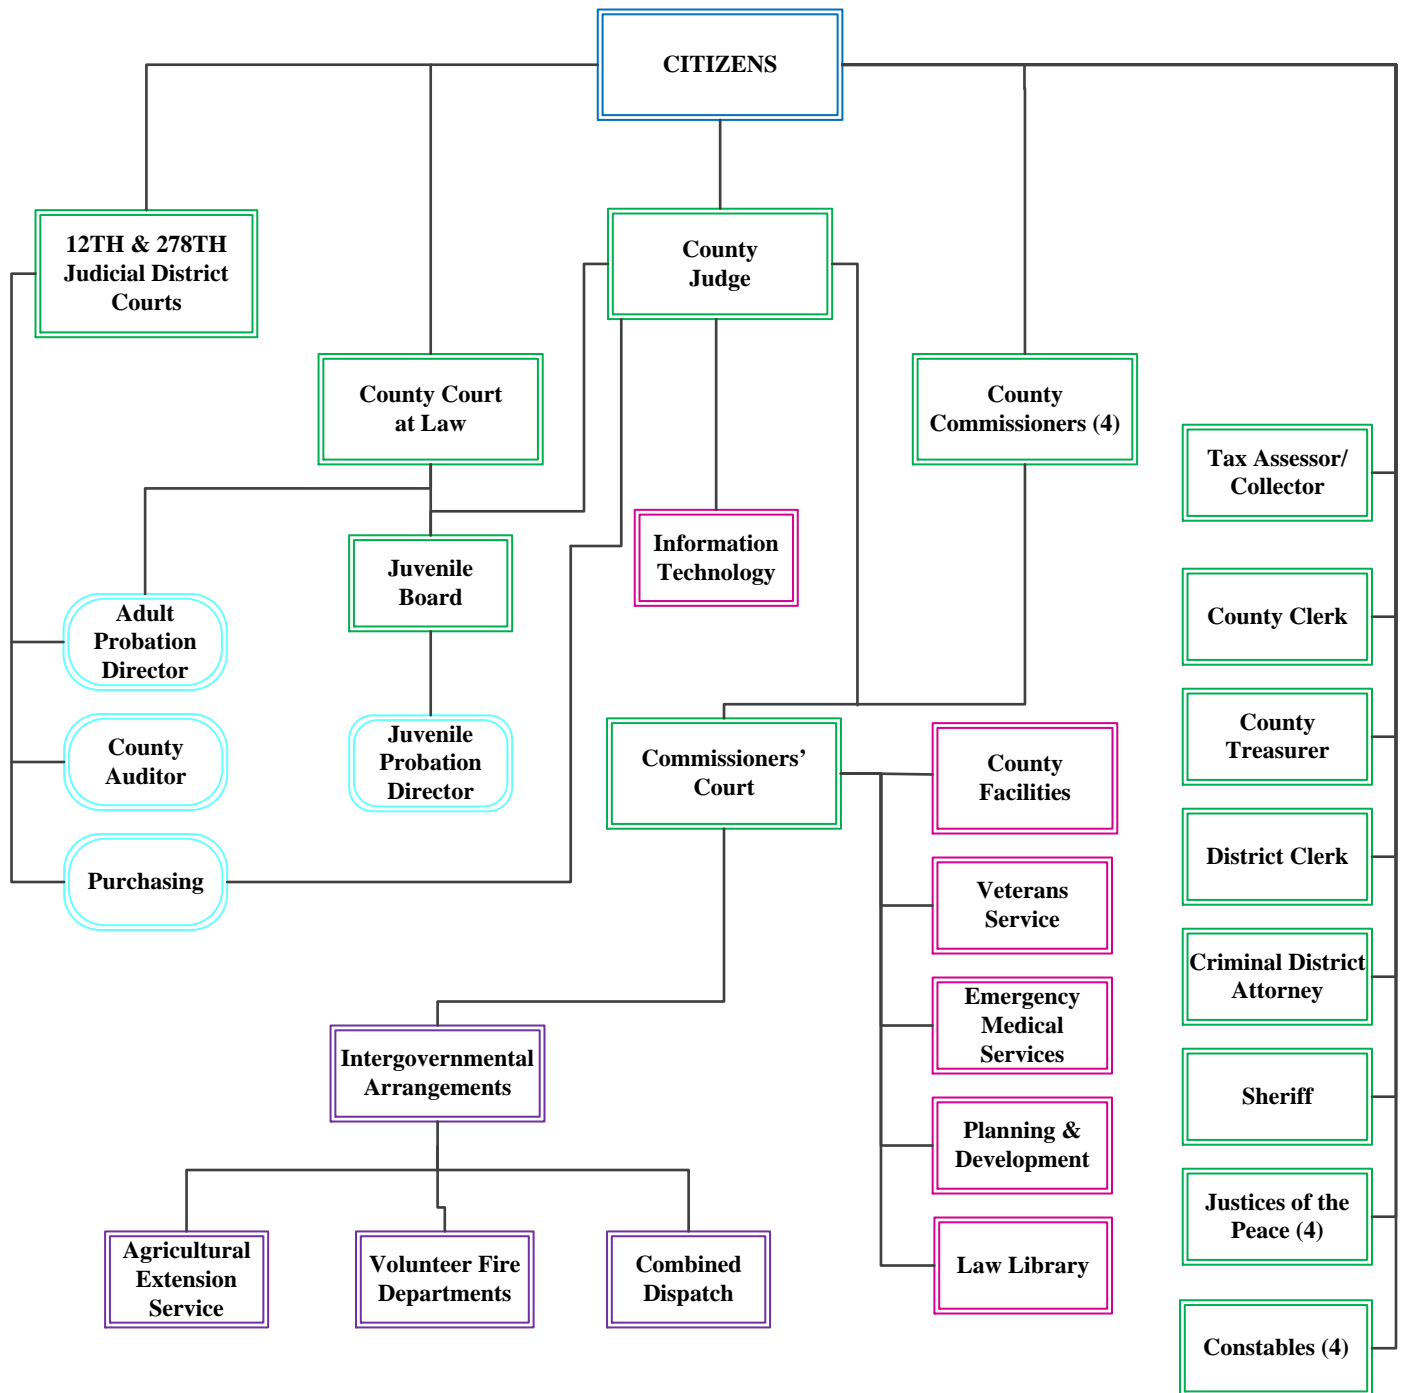 CITIZENS
12TH & 278TH
Judicial District
Courts
County
Judge
County Court
at Law
County
Commissioners (4)
Tax Assessor/
Collector
Information
Technology
Juvenile
Board
County Clerk
Adult
Probation
Director
County
Auditor
Juvenile
Probation
Director
Commissioners’
Court
County
Facilities
County
Treasurer
Purchasing
Veterans
Service
District Clerk
Emergency
Medical
Services
Criminal District
Attorney
Intergovernmental
Arrangements
Planning &
Development
Sheriff
Agricultural
Extension
Service
Volunteer Fire
Departments
Combined
Dispatch
Law Library
Justices of the
Peace (4)
Constables (4)